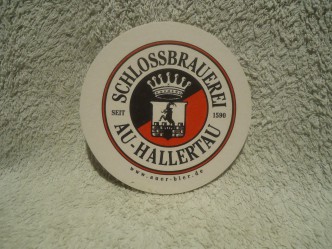 SCHLOSSBRAUEREI
SEIT 1590
AU-HALLERTAU
www.auer-bier.de